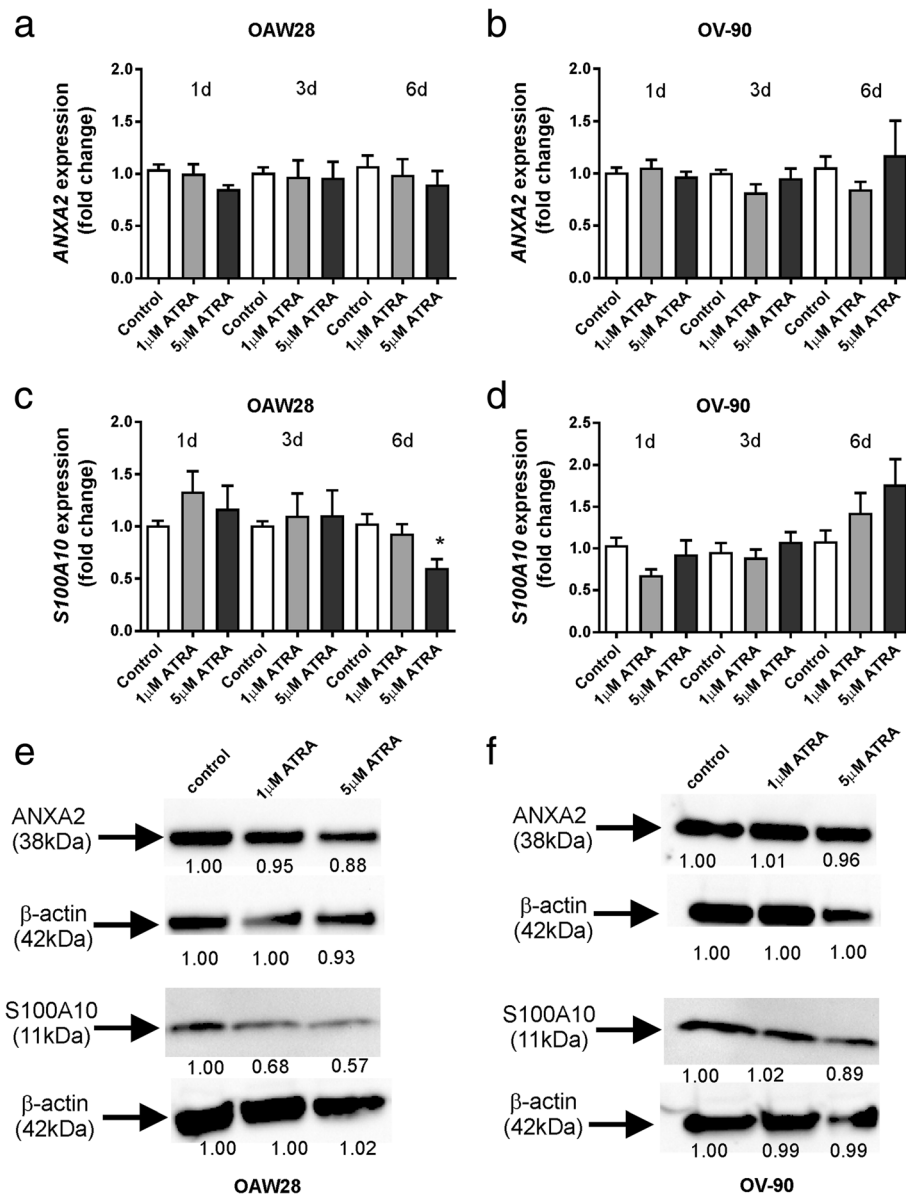 a
OAW28
ANXA2 expression
(fold change)
2.0
1.5
1.0
0.5
0.0
1d
3d
6d
Control
1µM ATRA
5µM ATRA
Control
1µM ATRA
5µM ATRA
Control
1µM ATRA
5µM ATRA
b
OV-90
ANXA2 expression
(fold change)
2.0
1.5
1.0
0.5
0.0
1d
3d
6d
Control
1µM ATRA
5µM ATRA
Control
1µM ATRA
5µM ATRA
Control
1µM ATRA
5µM ATRA
c
OAW28
S100A10 expression
(fold change)
2.0
1.5
1.0
0.5
0.0
1d
3d
6d
*
Control
1µM ATRA
5µM ATRA
Control
1µM ATRA
5µM ATRA
Control
1µM ATRA
5µM ATRA
d
OV-90
S100A10 expression
(fold change)
2.5
2.0
1.5
1.0
0.5
0.0
1d
3d
6d
Control
1µM ATRA
5µM ATRA
Control
1µM ATRA
5µM ATRA
Control
1µM ATRA
5µM ATRA
e
control
1µM ATRA
5µM ATRA
ANXA2
(38kDa)
1.00 0.95 0.88
β-actin
(42kDa)
1.00 1.00 0.93
S100A10
(11kDa)
1.00 0.68 0.57
β-actin
(42kDa)
1.00 1.00 1.02
OAW28
f
control
1µM ATRA
5µM ATRA
ANXA2
(38kDa)
1.00 1.01 0.96
β-actin
(42kDa)
1.00 1.00 1.00
S100A10
(11kDa)
1.00 1.02 0.89
β-actin
(42kDa)
1.00 0.99 0.99
OV-90